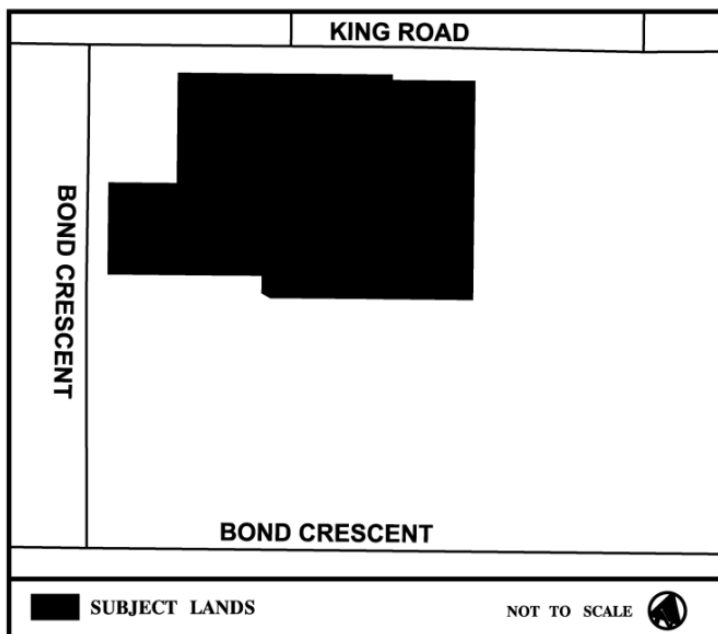 KING ROAD
BOND CRESCENT
BOND CRESCENT
SUBJECT LANDS
NOT TO SCALE